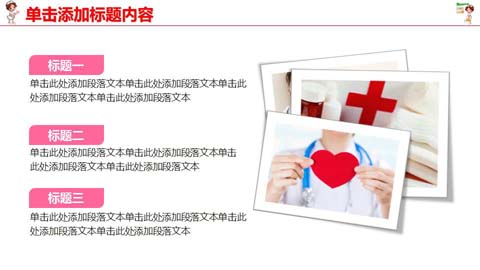 单击添加标题内容
标题一
单击此处添加段落文本单击此处添加段落文本单击此
处添加段落文本单击此处添加段落文本
标题二
单击此处添加段落文本单击此处添加段落文本单击
此处添加段落文本单击此处添加段落文本
标题三
单击此处添加段落文本单击此处添加段落文本单击此
处添加段落文本单击此处添加段落文本